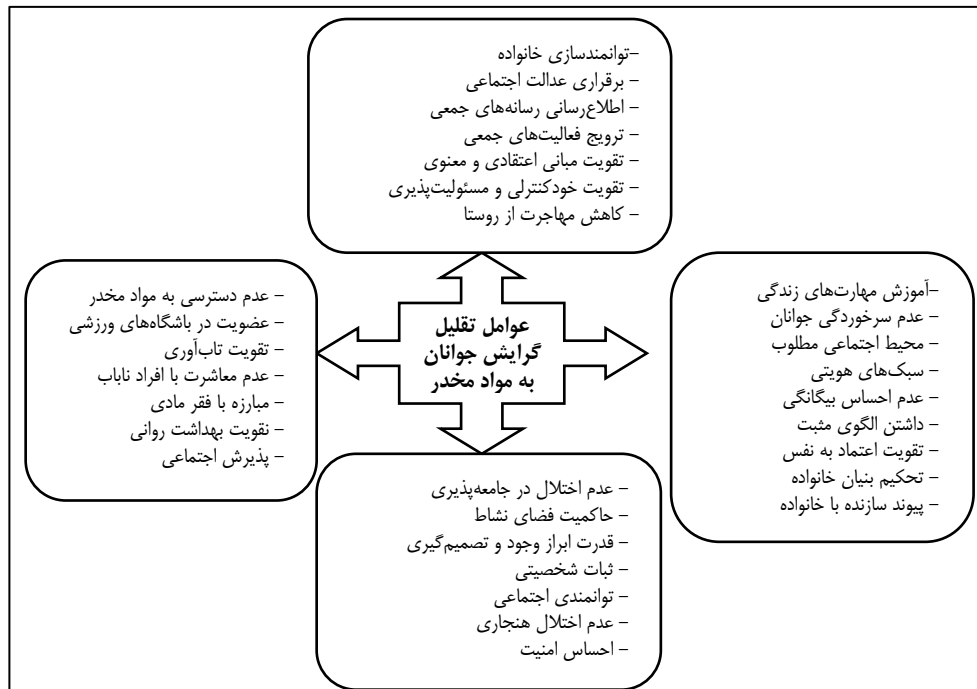 -توانمندسازی خانواده
- برقراری عدالت اجتماعی
- اطلاع‌رسانی رسانه‌های جمعی
- ترویج فعالیت‌های جمعی
- تقویت مبانی اعتقادی و معنوی
- تقویت خودکنترلی و مسئولیت‌پذیری
- کاهش مهاجرت از روستا
-آموزش مهارت‌های زندگی
- عدم سرخوردگی جوانان
- محیط اجتماعی مطلوب
- سبک‌های هویتی
- عدم احساس بیگانگی
- داشتن الگوی مثبت
- تقویت اعتماد به نفس
- تحکیم بنیان خانواده
- پیوند سازنده با خانواده
عوامل تقلیل
گرایش جوانان
به مواد مخدر
- عدم دسترسی به مواد مخدر
- عضویت در باشگاه‌های ورزشی
- تقویت تاب‌آوری
- عدم معاشرت با افراد ناباب
- مبارزه با فقر مادی
- نقویت بهداشت روانی
- پذیرش اجتماعی
- عدم اختلال در جامعه‌پذیری
- حاکمیت فضای نشاط
- قدرت ابراز وجود و تصمیم‌گیری
- ثبات شخصیتی
- توانمندی اجتماعی
- عدم اختلال هنجاری
- احساس امنیت